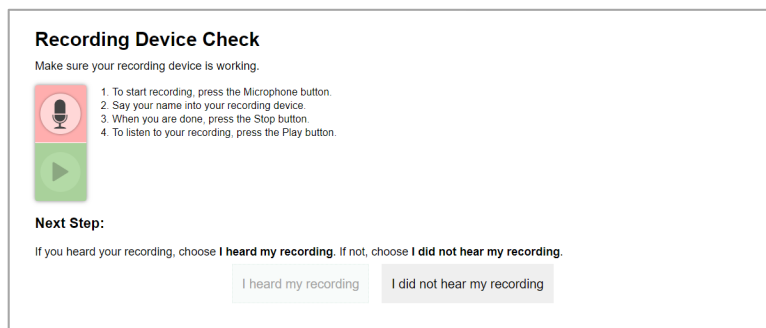 Recording Device Check
Make sure your recording device is working.
1. To start recording, press the Microphone button.
2. Say your name into your recording device.
3. When you are done, press the Stop button.
4. To listen to your recording, press the Play button.
Next Step:
If you heard your recording, choose I heard my recording. If not, choose I did not hear my recording.
I heard my recording
I did not hear my recording